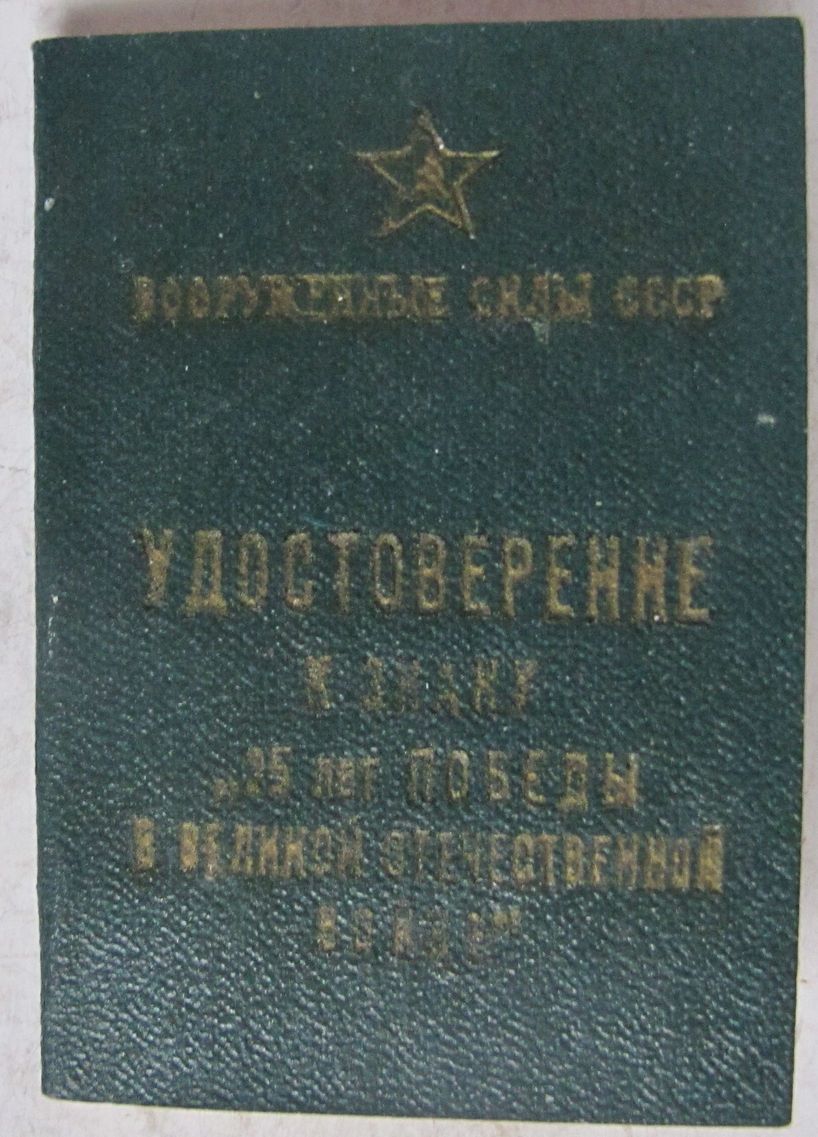 ВООРУЖЕННЫЕ СИЛЫ СССР
УДОСТОВЕРЕНИЕ
К ЗНАКУ
„25 лет ПОБЕДЫ
В ВЕЛИКОЙ ОТЕЧЕСТВЕННОЙ
ВОЙНЕ“